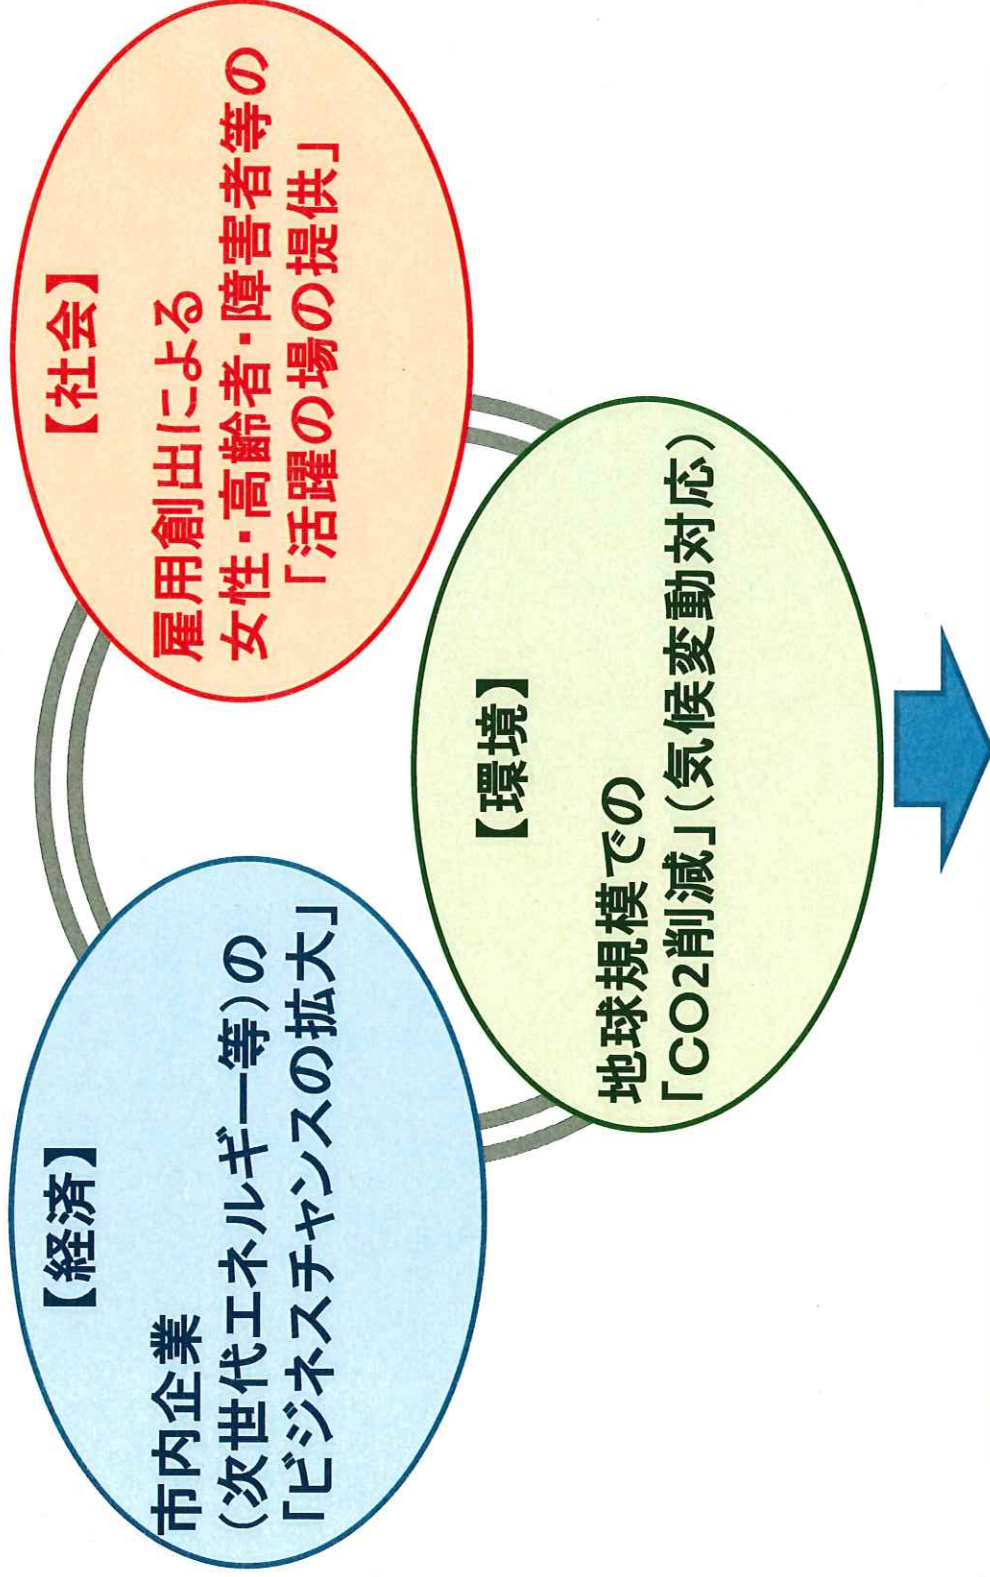 【経済】
市内企業
(次世代エネルギー等)の
「ビジネスチャンスの拡大」
【社会】
雇用創出による
女性・高齢者・障害者等の
「活躍の場の提供」
【環境】
地球規模での
「CO2削減」(気候変動対応)